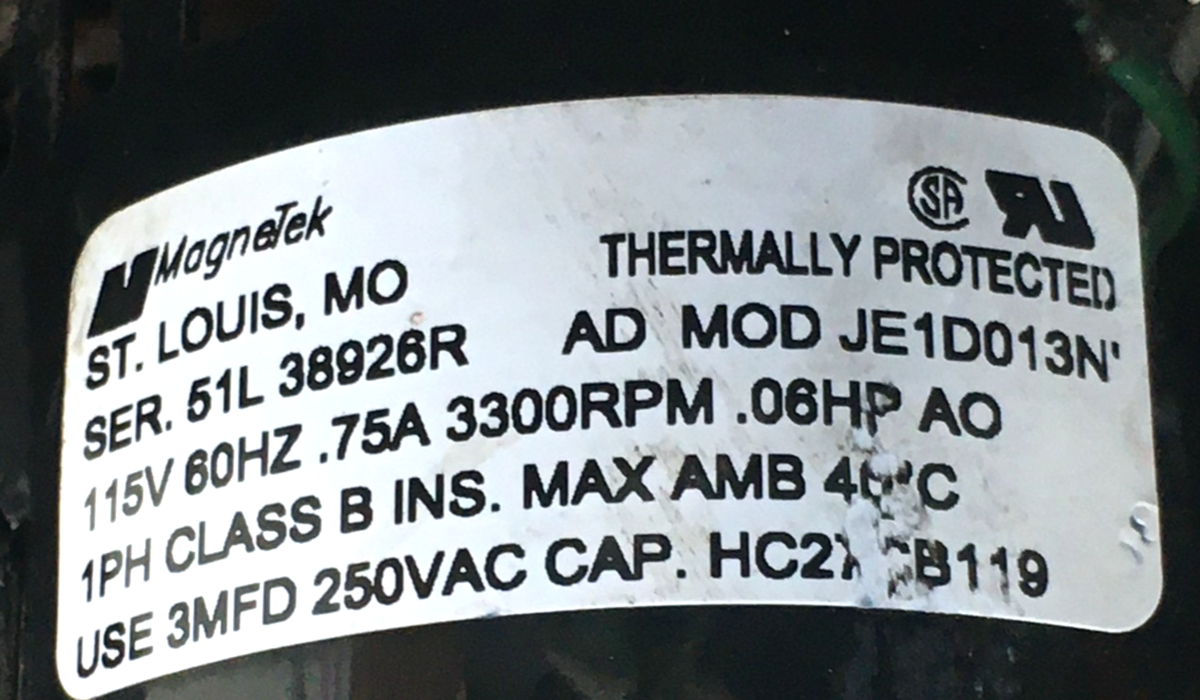 MagneTek
ST. LOUIS, MO
THERMALLY PROTECTED
SER. 51L 38926R AD MOD JE1D013N'
115V 60HZ .75A 3300RPM .06HP AO
1PH CLASS B INS. MAX AMB
USE 3MFD 250VAC CAP.